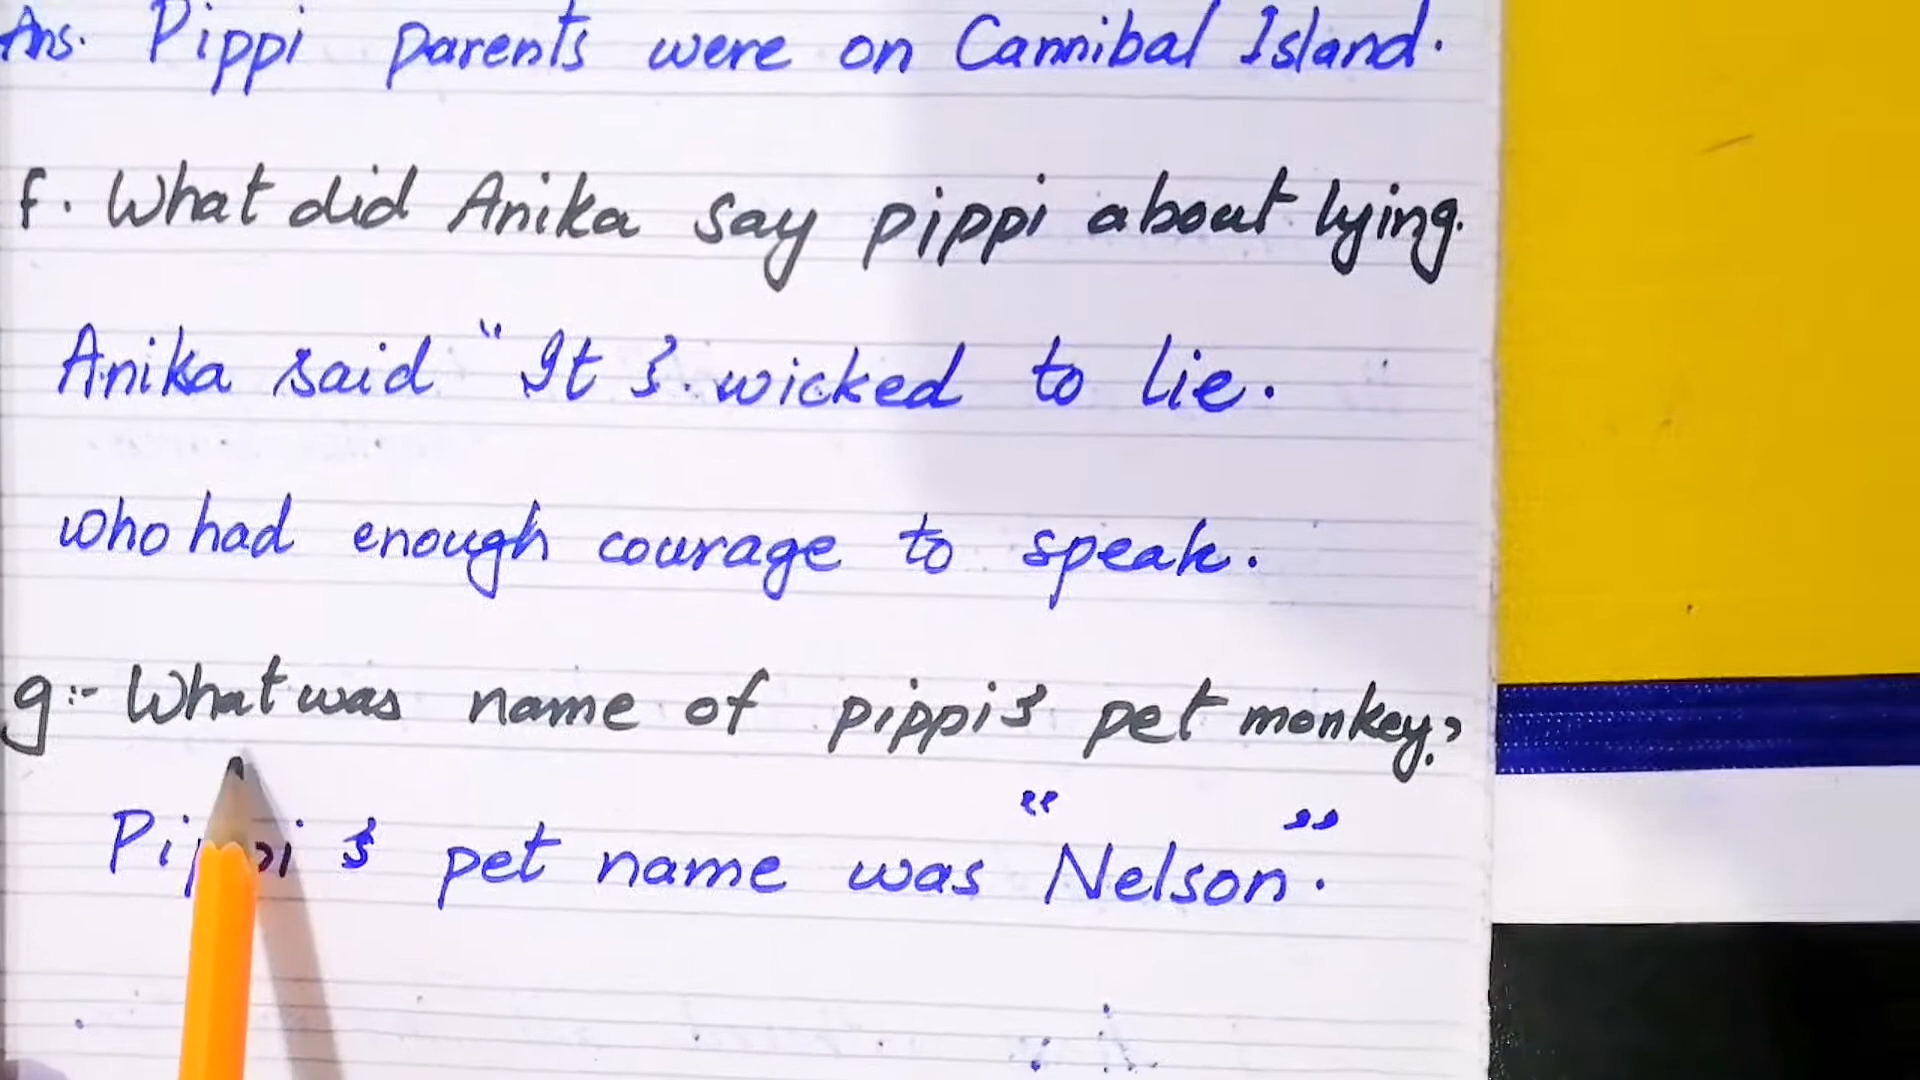 Ans. Pippi parents were on Cannibal Island.
f. What did Anika say pippi about lying.
Anika said "It s. wicked to lie.
who had enough courage to speak.
g:- What was name of pippi's pet monkey?
Pippi s pet name was "Nelson".